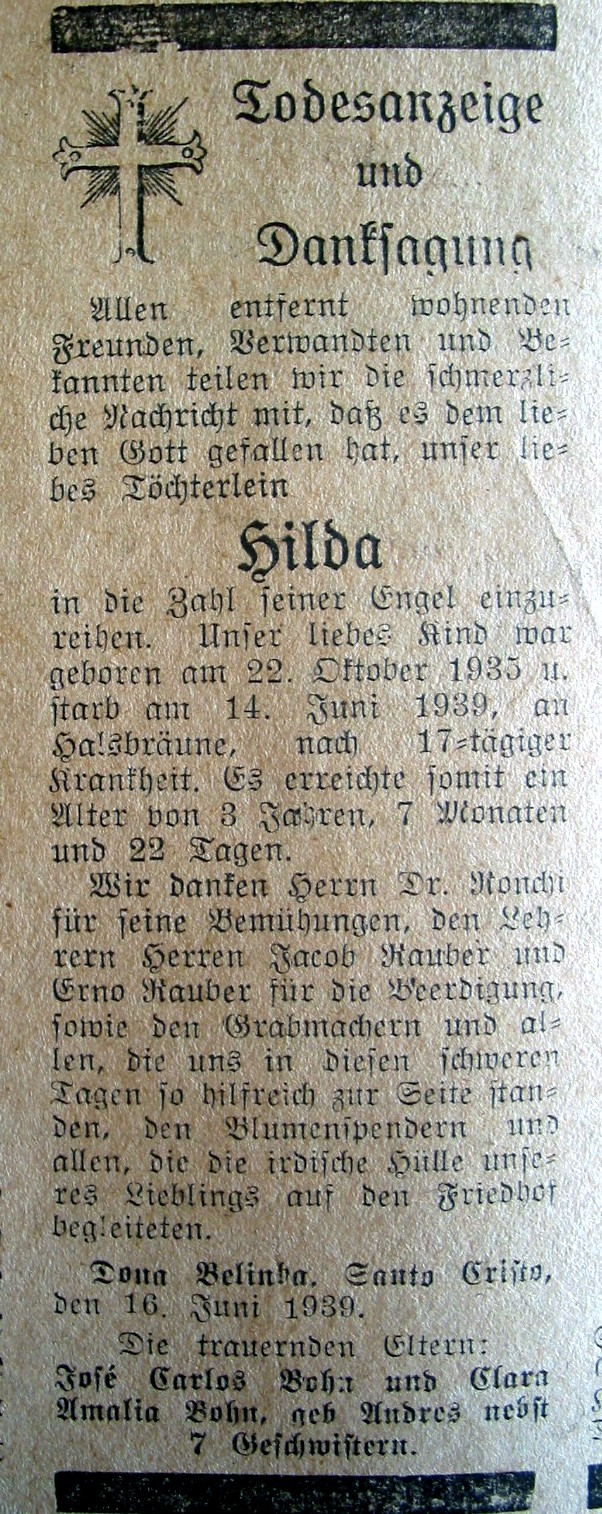 Todesanzeige
und
Danksagung
Allen entfernt wohnenden
Freunden, Verwandten und Be=
kannten teilen wir die schmerzli=
che Nachricht mit, daß es dem lie=
ben Gott gefallen hat, unser lie=
bes Töchterlein
Hilda
in die Zahl seiner Engel einzu=
reihen. Unser liebes Kind war
geboren am 22. Oktober 1935 u.
starb am 14. Juni 1939, an
Halsbräune, nach 17=tägiger
Krankheit. Es erreichte somit ein
Alter von 3 Jahren, 7 Monaten
und 22 Tagen.
Wir danken Herrn Dr. Ronchi
für seine Bemühungen, den Leh=
rern Herren Jacob Rauber und
Erno Rauber für die Beerdigung,
sowie den Grabmachern und al=
len, die uns in diesen schweren
Tagen so hilfreich zur Seite stan=
den, den Blumenspendern und
allen, die die irdische Hülle unse=
res Lieblings auf den Friedhof
begleiteten.
Dona Belinha, Santo Cristo,
den 16. Juni 1939.
Die trauernden Eltern:
José Carlos Bohn und Clara
Amalia Bohn, geb Andres nebst
7 Geschwistern.